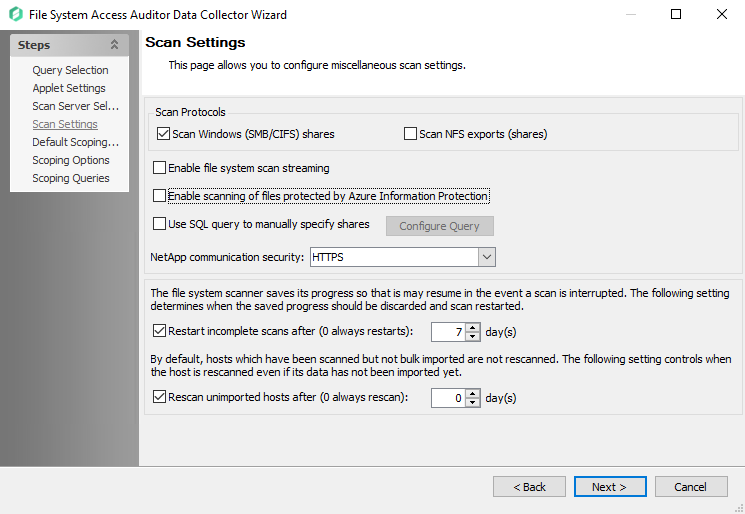 File System Access Auditor Data Collector Wizard
Steps
Query Selection
Applet Settings
Scan Server Sel...
Scan Settings
Default Scoping...
Scoping Options
Scoping Queries
Scan Settings
This page allows you to configure miscellaneous scan settings.
Scan Protocols
Scan Windows (SMB/CIFS) shares
Scan NFS exports (shares)
Enable file system scan streaming
Enable scanning of files protected by Azure Information Protection
Use SQL query to manually specify shares
Configure Query
NetApp communication security: HTTPS
The file system scanner saves its progress so that is may resume in the event a scan is interrupted. The following setting
determines when the saved progress should be discarded and scan restarted.
Restart incomplete scans after (0 always restarts): 7 day(s)
By default, hosts which have been scanned but not bulk imported are not rescanned. The following setting controls when
the host is rescanned even if its data has not been imported yet.
Rescan unimported hosts after (0 always rescan): 0 day(s)
< Back
Next >
Cancel